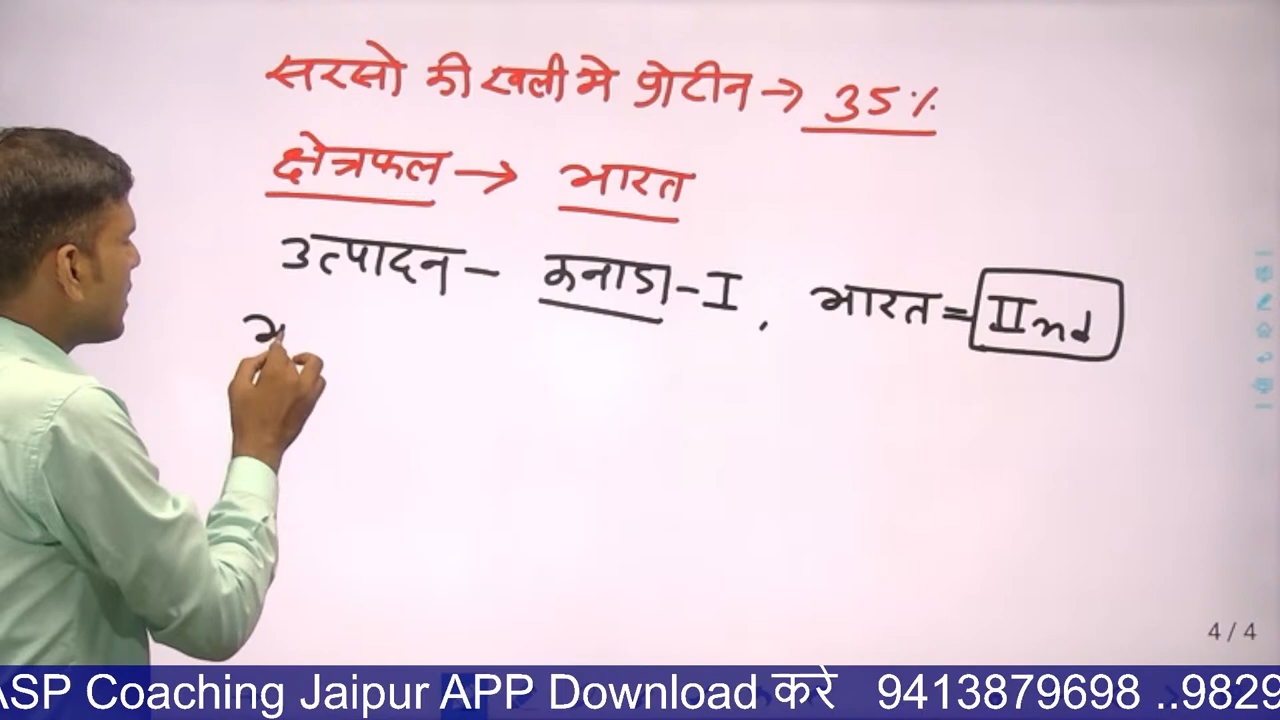 सरसो की खली मे प्रोटीन → 35%
क्षेत्रफल → भारत
उत्पादन – कनाडा – I , भारत = IInd
4 / 4
ASP Coaching Jaipur APP Download करे 9413879698 ..9829